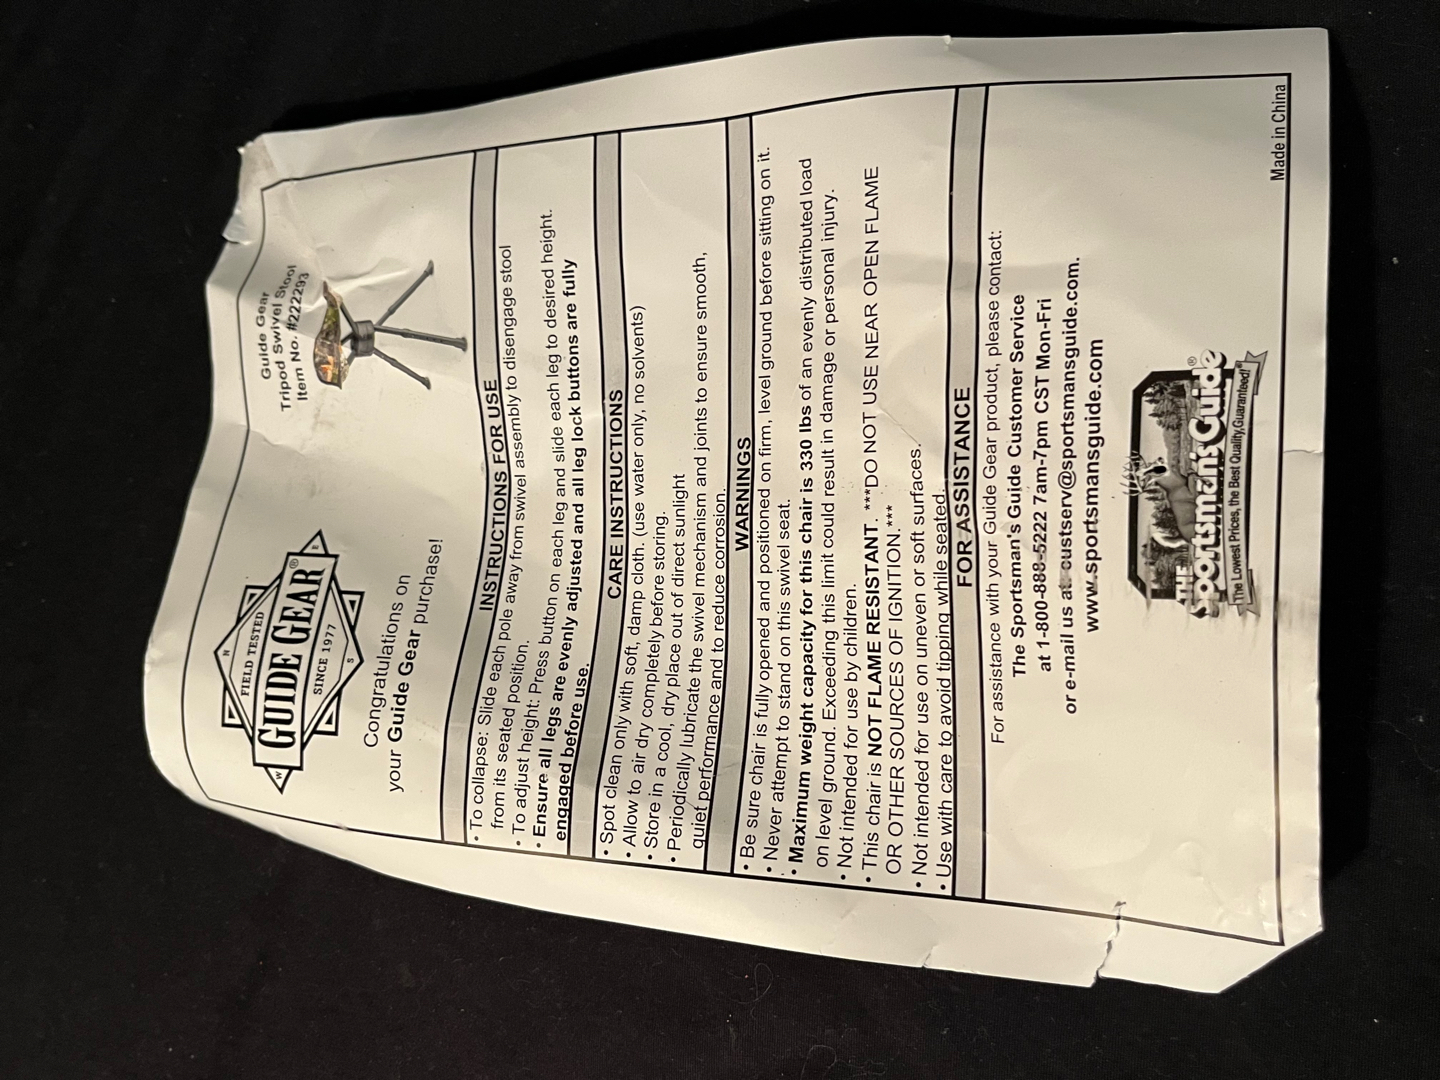 N
FIELD TESTED
W GUIDE GEAR® E
SINCE 1977
S
Guide Gear
Tripod Swivel Stool
Item No. #222293
Congratulations on
your Guide Gear purchase!
INSTRUCTIONS FOR USE
• To collapse: Slide each pole away from swivel assembly to disengage stool
from its seated position.
• To adjust height: Press button on each leg and slide each leg to desired height.
• Ensure all legs are evenly adjusted and all leg lock buttons are fully
engaged before use.
CARE INSTRUCTIONS
• Spot clean only with soft, damp cloth. (use water only, no solvents)
• Allow to air dry completely before storing.
• Store in a cool, dry place out of direct sunlight
• Periodically lubricate the swivel mechanism and joints to ensure smooth,
quiet performance and to reduce corrosion.
WARNINGS
• Be sure chair is fully opened and positioned on firm, level ground before sitting on it.
• Never attempt to stand on this swivel seat.
• Maximum weight capacity for this chair is 330 lbs of an evenly distributed load
on level ground. Exceeding this limit could result in damage or personal injury.
• Not intended for use by children.
• This chair is NOT FLAME RESISTANT. ***DO NOT USE NEAR OPEN FLAME
OR OTHER SOURCES OF IGNITION.***
• Not intended for use on uneven or soft surfaces.
• Use with care to avoid tipping while seated.
FOR ASSISTANCE
For assistance with your Guide Gear product, please contact:
The Sportsman's Guide Customer Service
at 1-800-888-5222 7am-7pm CST Mon-Fri
or e-mail us at: custserv@sportsmansguide.com.
www.sportsmansguide.com
THE
Sportsman's Guide®
The Lowest Prices, the Best Quality, Guaranteed!®
Made in China